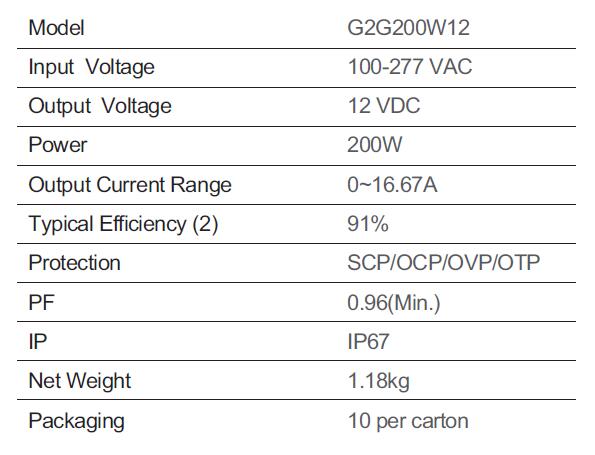 Model G2G200W12
Input Voltage 100-277 VAC
Output Voltage 12 VDC
Power 200W
Output Current Range 0~16.67A
Typical Efficiency (2) 91%
Protection SCP/OCP/OVP/OTP
PF 0.96(Min.)
IP IP67
Net Weight 1.18kg
Packaging 10 per carton